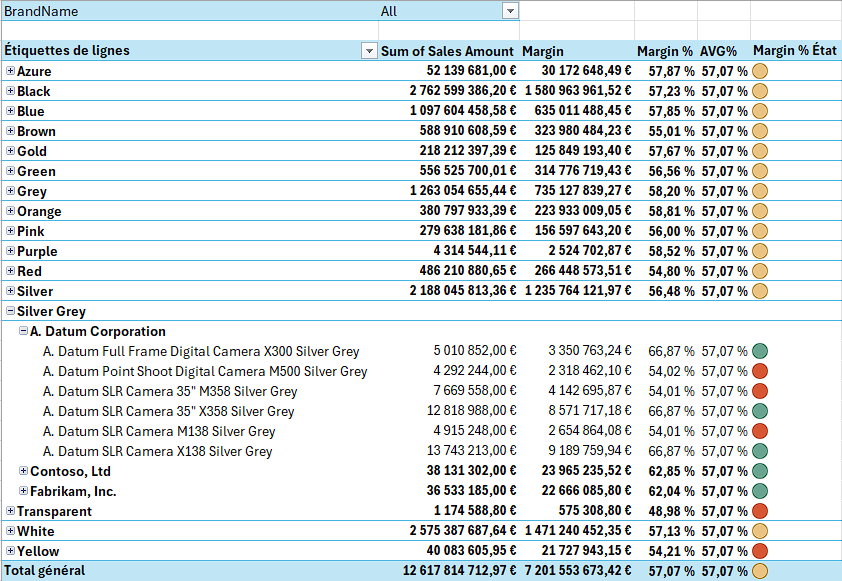 BrandName All
Étiquettes de lignes Sum of Sales Amount Margin Margin % AVG% Margin % État
Azure 52 139 681,00 € 30 172 648,49 € 57,87 % 57,07 %
Black 2 762 599 386,20 € 1 580 963 961,52 € 57,23 % 57,07 %
Blue 1 097 604 458,58 € 635 011 488,45 € 57,85 % 57,07 %
Brown 588 910 608,59 € 323 980 484,23 € 55,01 % 57,07 %
Gold 218 212 397,39 € 125 849 193,40 € 57,67 % 57,07 %
Green 556 525 700,01 € 314 776 719,43 € 56,56 % 57,07 %
Grey 1 263 054 655,44 € 735 127 839,27 € 58,20 % 57,07 %
Orange 380 797 933,39 € 223 933 009,05 € 58,81 % 57,07 %
Pink 279 638 181,86 € 156 597 643,20 € 56,00 % 57,07 %
Purple 4 314 544,11 € 2 524 702,87 € 58,52 % 57,07 %
Red 486 210 880,65 € 266 448 573,51 € 54,80 % 57,07 %
Silver 2 188 045 813,36 € 1 235 764 121,97 € 56,48 % 57,07 %
Silver Grey
A. Datum Corporation
A. Datum Full Frame Digital Camera X300 Silver Grey 5 010 852,00 € 3 350 763,24 € 66,87 % 57,07 %
A. Datum Point Shoot Digital Camera M500 Silver Grey 4 292 244,00 € 2 318 462,10 € 54,02 % 57,07 %
A. Datum SLR Camera 35" M358 Silver Grey 7 669 558,00 € 4 142 695,87 € 54,01 % 57,07 %
A. Datum SLR Camera 35" X358 Silver Grey 12 818 988,00 € 8 571 717,18 € 66,87 % 57,07 %
A. Datum SLR Camera M138 Silver Grey 4 915 248,00 € 2 654 864,08 € 54,01 % 57,07 %
A. Datum SLR Camera X138 Silver Grey 13 743 213,00 € 9 189 759,94 € 66,87 % 57,07 %
Contoso, Ltd 38 131 302,00 € 23 965 235,52 € 62,85 % 57,07 %
Fabrikam, Inc. 36 533 185,00 € 22 666 085,80 € 62,04 % 57,07 %
Transparent 1 174 588,80 € 575 308,80 € 48,98 % 57,07 %
White 2 575 387 687,64 € 1 471 240 452,35 € 57,13 % 57,07 %
Yellow 40 083 605,95 € 21 727 943,15 € 54,21 % 57,07 %
Total général 12 617 814 712,97 € 7 201 553 673,42 € 57,07 % 57,07 %